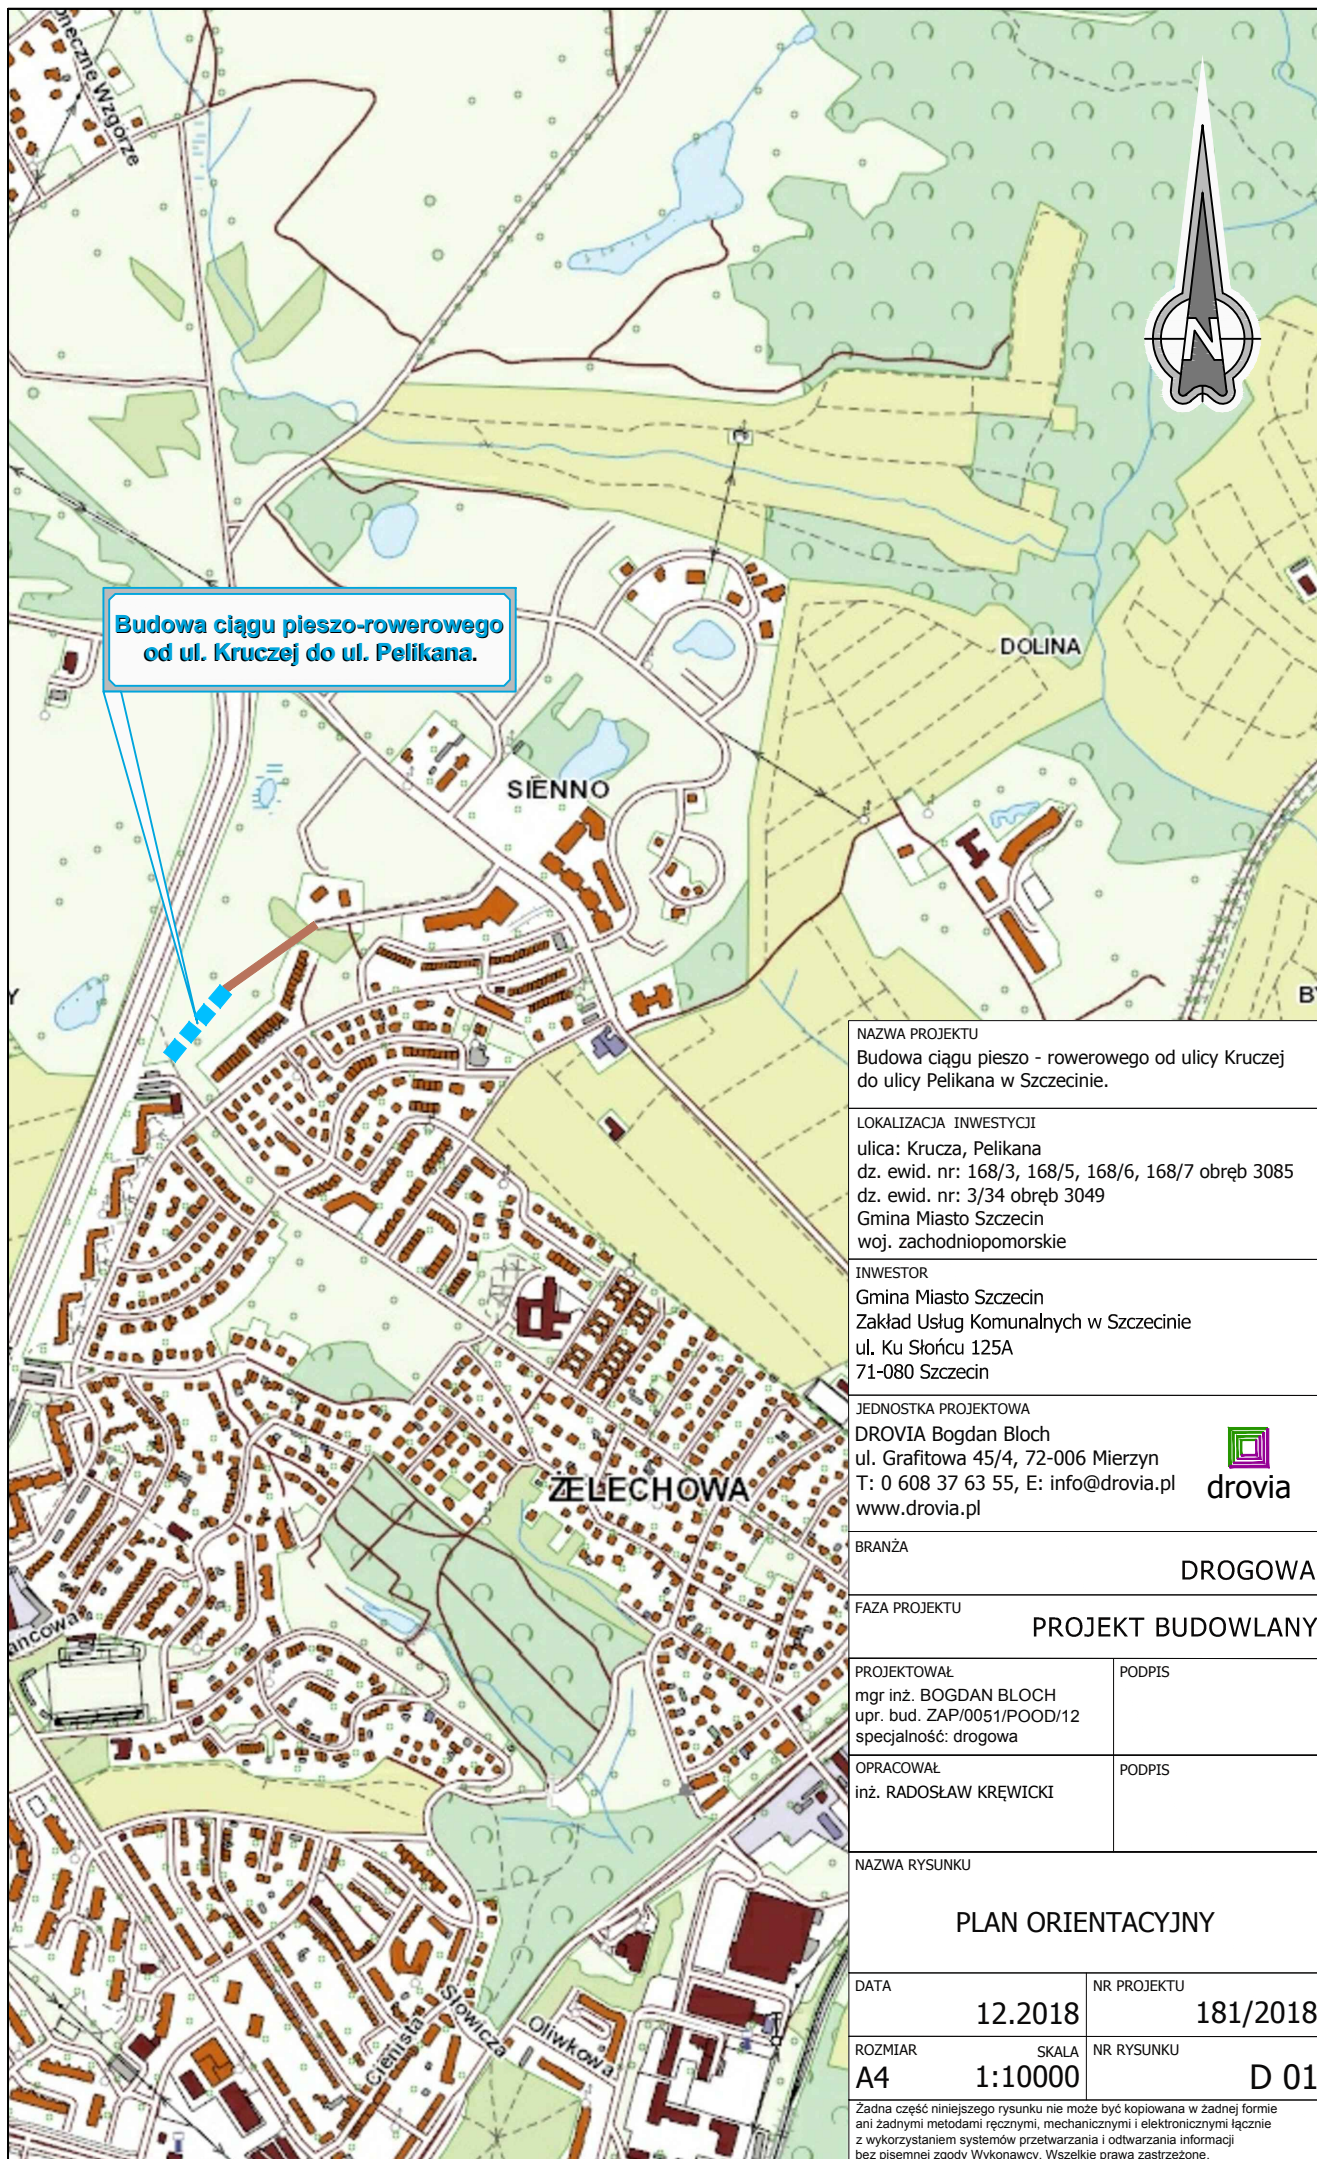 oneczne Wzgórze
Budowa ciągu pieszo-rowerowego
od ul. Kruczej do ul. Pelikana.
N
DOLINA
SIENNO
Y
B
ŻELECHOWA
ancowa
Słowicza
Cienista
Oliwkowa
NAZWA PROJEKTU
Budowa ciągu pieszo - rowerowego od ulicy Kruczej
do ulicy Pelikana w Szczecinie.
LOKALIZACJA INWESTYCJI
ulica: Krucza, Pelikana
dz. ewid. nr: 168/3, 168/5, 168/6, 168/7 obręb 3085
dz. ewid. nr: 3/34 obręb 3049
Gmina Miasto Szczecin
woj. zachodniopomorskie
INWESTOR
Gmina Miasto Szczecin
Zakład Usług Komunalnych w Szczecinie
ul. Ku Słońcu 125A
71-080 Szczecin
JEDNOSTKA PROJEKTOWA
DROVIA Bogdan Bloch
ul. Grafitowa 45/4, 72-006 Mierzyn
T: 0 608 37 63 55, E: info@drovia.pl
www.drovia.pl
drovia
BRANŻA
DROGOWA
FAZA PROJEKTU
PROJEKT BUDOWLANY
PROJEKTOWAŁ
mgr inż. BOGDAN BLOCH
upr. bud. ZAP/0051/POOD/12
specjalność: drogowa
PODPIS
OPRACOWAŁ
inż. RADOSŁAW KRĘWICKI
PODPIS
NAZWA RYSUNKU
PLAN ORIENTACYJNY
DATA
12.2018
NR PROJEKTU
181/2018
ROZMIAR
A4
SKALA
1:10000
NR RYSUNKU
D 01
Żadna część niniejszego rysunku nie może być kopiowana w żadnej formie
ani żadnymi metodami ręcznymi, mechanicznymi i elektronicznymi łącznie
z wykorzystaniem systemów przetwarzania i odtwarzania informacji
bez pisemnej zgody Wykonawcy. Wszelkie prawa zastrzeżone.